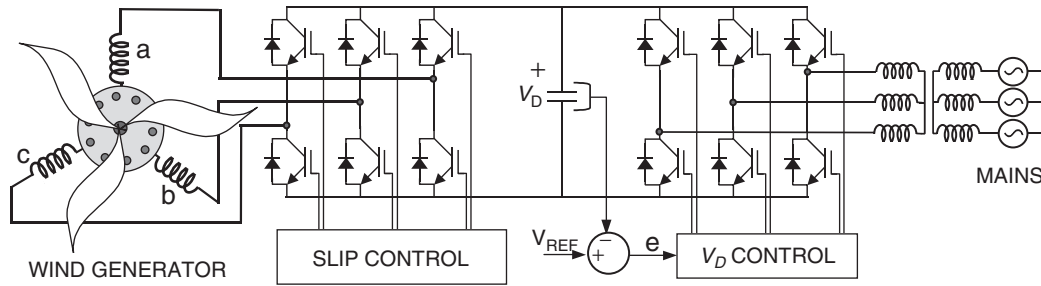 a
+
V_D
c
b
MAINS
V_REF
−
+
e
WIND GENERATOR
SLIP CONTROL
V_D CONTROL